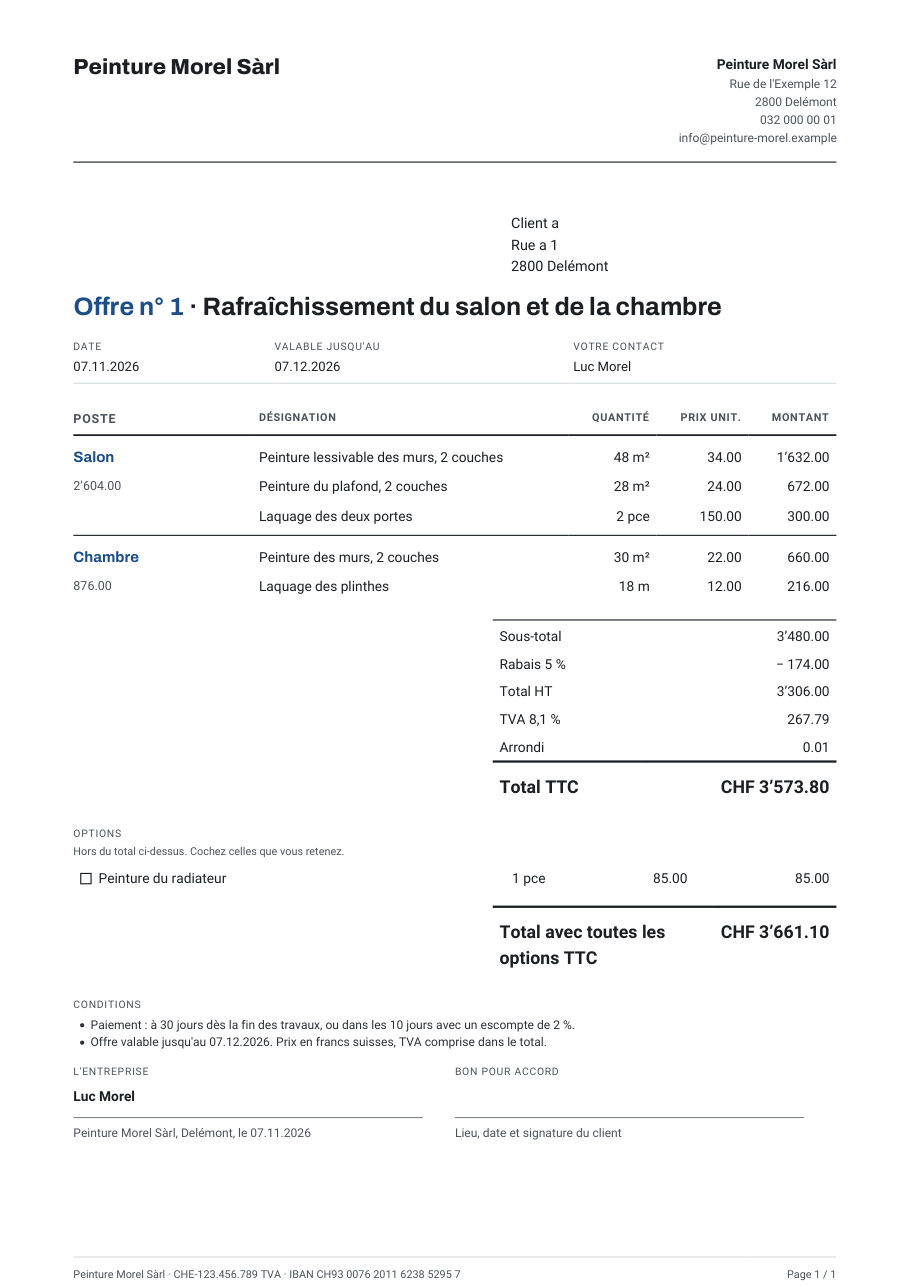 Peinture Morel Sàrl
Peinture Morel Sàrl
Rue de l'Exemple 12
2800 Delémont
032 000 00 01
info@peinture-morel.example
Client a
Rue a 1
2800 Delémont
Offre n° 1 · Rafraîchissement du salon et de la chambre
DATE VALABLE JUSQU'AU VOTRE CONTACT
07.11.2026 07.12.2026 Luc Morel
POSTE DÉSIGNATION QUANTITÉ PRIX UNIT. MONTANT
Salon Peinture lessivable des murs, 2 couches 48 m² 34.00 1’632.00
2’604.00 Peinture du plafond, 2 couches 28 m² 24.00 672.00
Laquage des deux portes 2 pce 150.00 300.00
Chambre Peinture des murs, 2 couches 30 m² 22.00 660.00
876.00 Laquage des plinthes 18 m 12.00 216.00
Sous-total 3’480.00
Rabais 5 % − 174.00
Total HT 3’306.00
TVA 8,1 % 267.79
Arrondi 0.01
Total TTC CHF 3’573.80
OPTIONS
Hors du total ci-dessus. Cochez celles que vous retenez.
☐ Peinture du radiateur 1 pce 85.00 85.00
Total avec toutes les CHF 3’661.10
options TTC
CONDITIONS
• Paiement : à 30 jours dès la fin des travaux, ou dans les 10 jours avec un escompte de 2 %.
• Offre valable jusqu'au 07.12.2026. Prix en francs suisses, TVA comprise dans le total.
L'ENTREPRISE BON POUR ACCORD
Luc Morel
Peinture Morel Sàrl, Delémont, le 07.11.2026 Lieu, date et signature du client
Peinture Morel Sàrl · CHE-123.456.789 TVA · IBAN CH93 0076 2011 6238 5295 7 Page 1 / 1